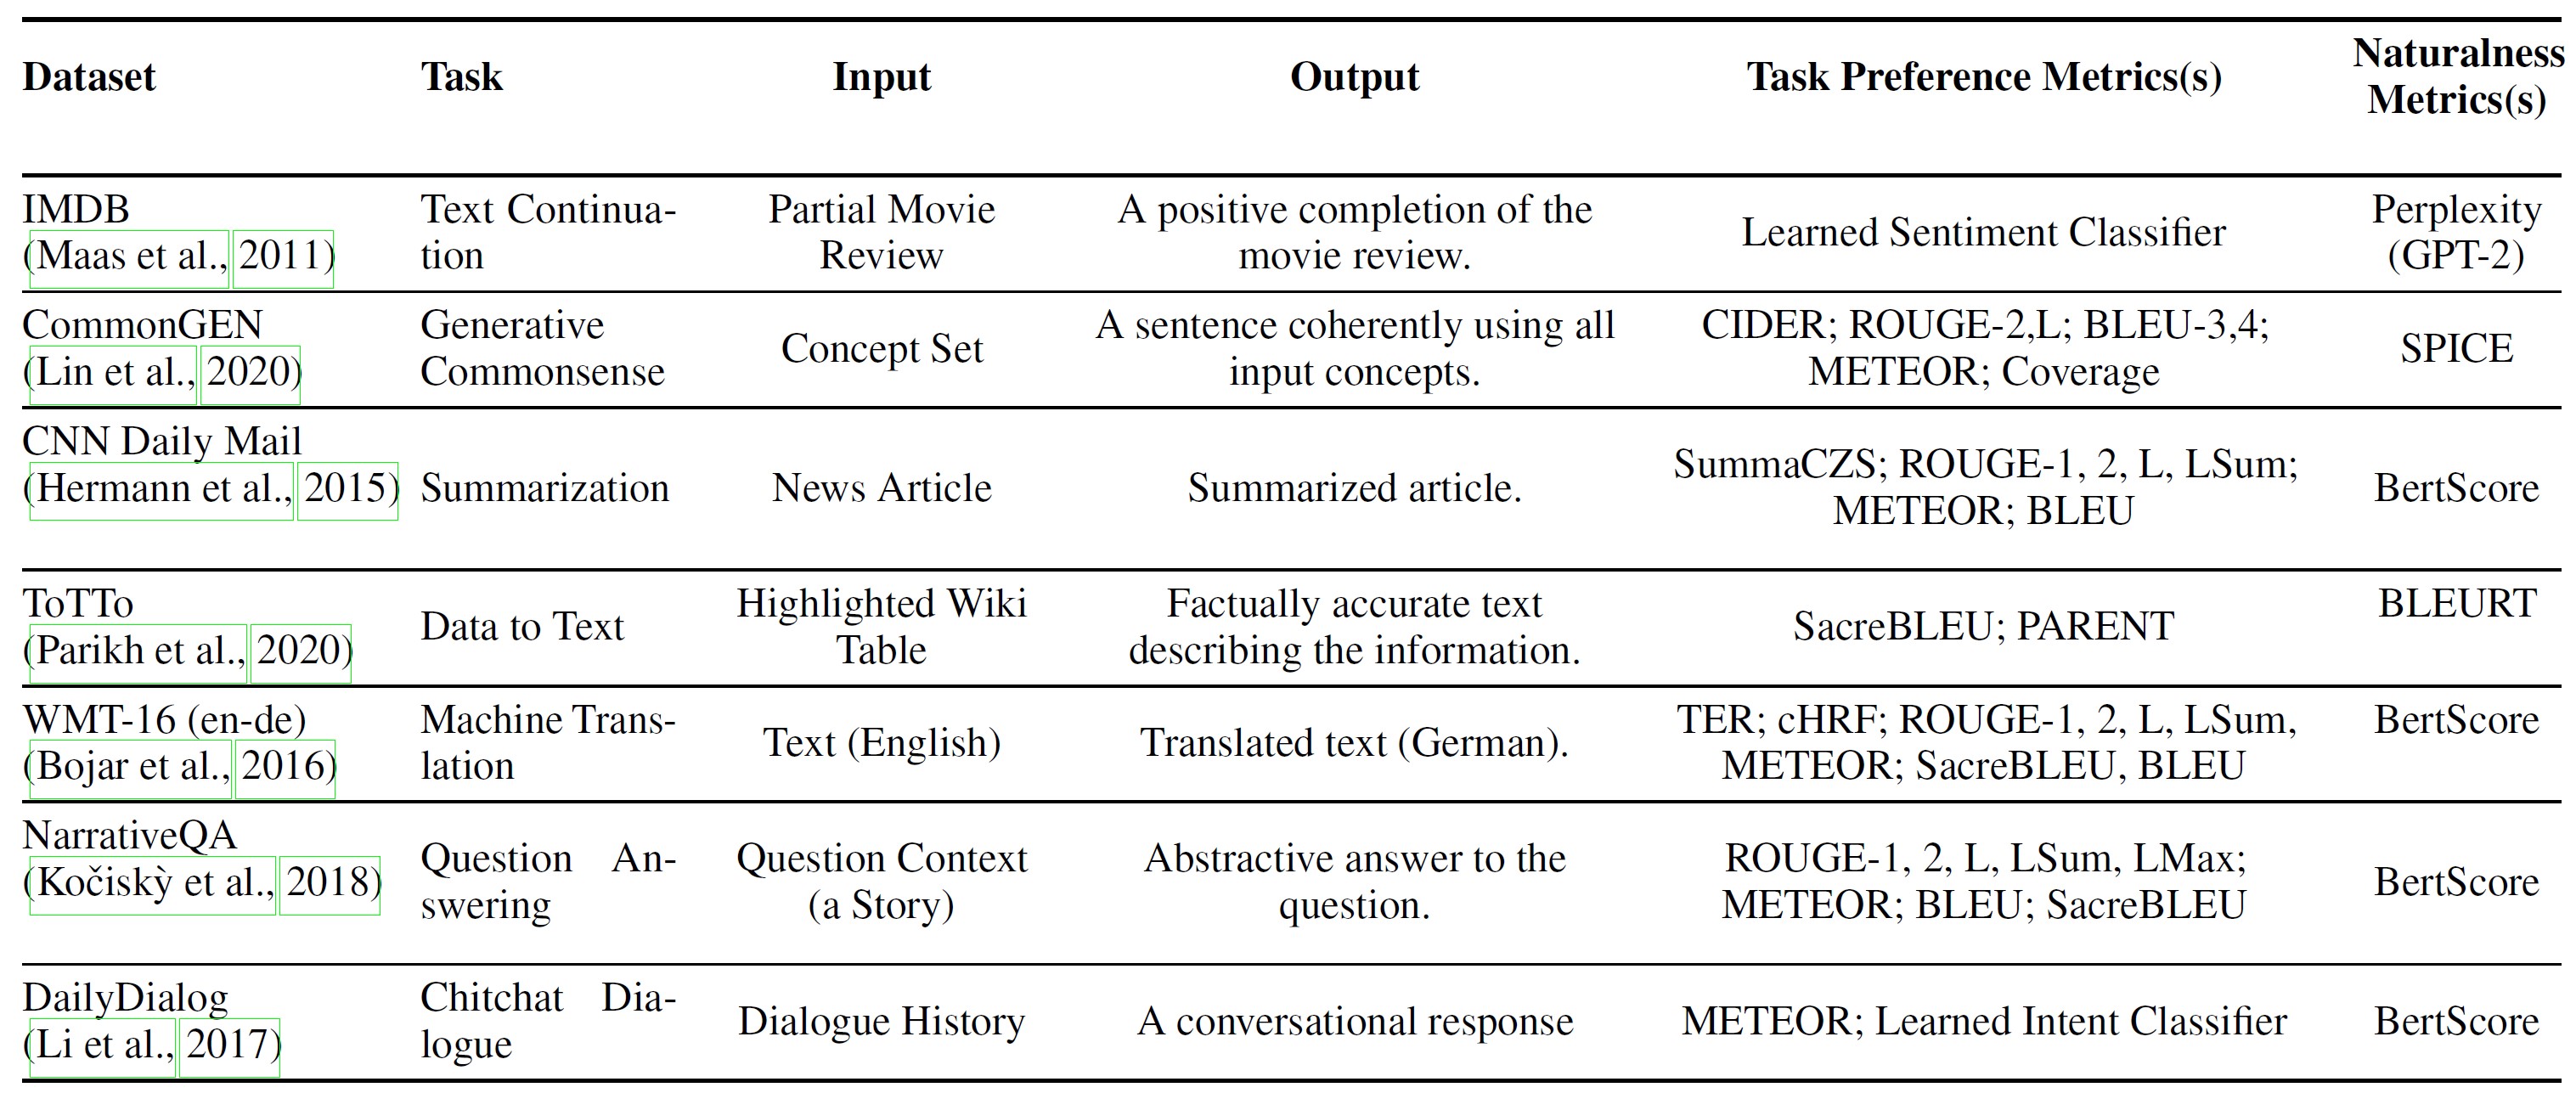 Dataset Task Input Output Task Preference Metrics(s) Naturalness Metrics(s)
IMDB Text Continua- Partial Movie A positive completion of the Learned Sentiment Classifier Perplexity
(Maas et al., 2011) tion Review movie review. (GPT-2)
CommonGEN Generative Concept Set A sentence coherently using all CIDER; ROUGE-2,L; BLEU-3,4; SPICE
(Lin et al., 2020) Commonsense input concepts. METEOR; Coverage
CNN Daily Mail SummaCZS; ROUGE-1, 2, L, LSum;
(Hermann et al., 2015) Summarization News Article Summarized article. METEOR; BLEU BertScore
ToTTo Data to Text Highlighted Wiki Factually accurate text SacreBLEU; PARENT BLEURT
(Parikh et al., 2020) Table describing the information.
WMT-16 (en-de) Machine Trans- Text (English) Translated text (German). TER; cHRF; ROUGE-1, 2, L, LSum, BertScore
(Bojar et al., 2016) lation METEOR; SacreBLEU, BLEU
NarrativeQA Question An- Question Context Abstractive answer to the ROUGE-1, 2, L, LSum, LMax; BertScore
(Kočiskỳ et al., 2018) swering (a Story) question. METEOR; BLEU; SacreBLEU
DailyDialog Chitchat Dia- Dialogue History A conversational response METEOR; Learned Intent Classifier BertScore
(Li et al., 2017) logue